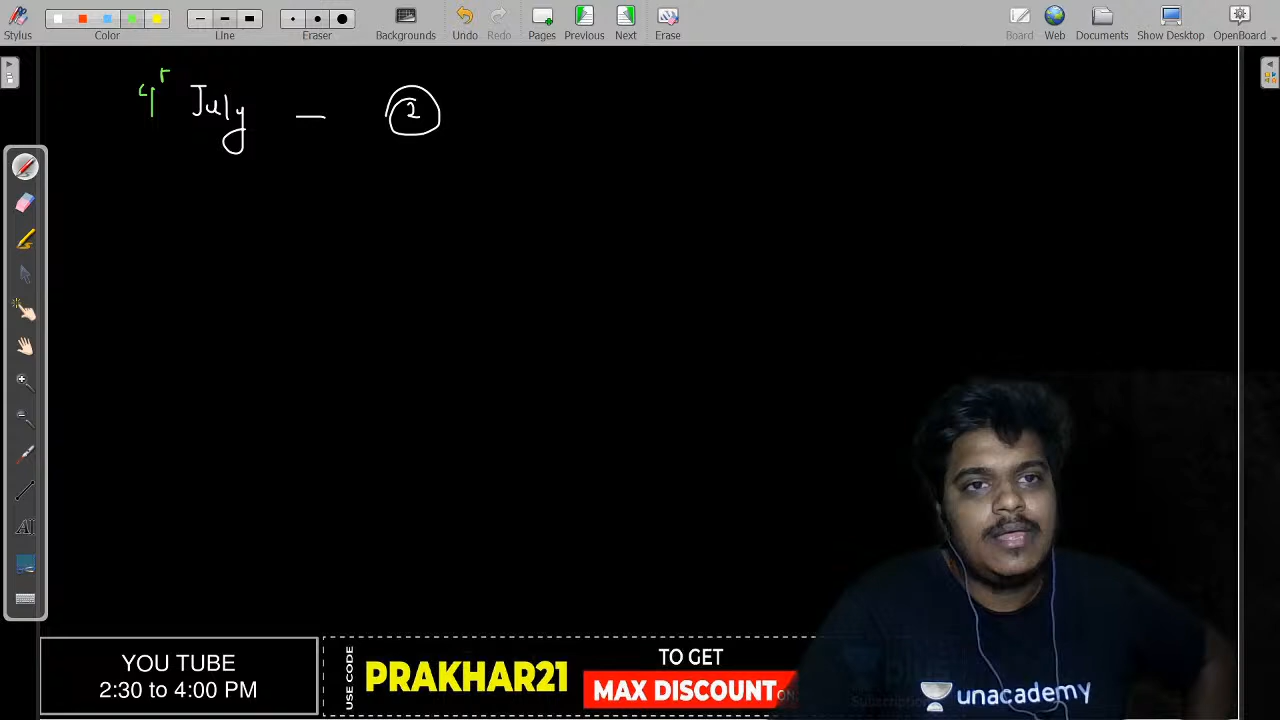 Stylus
Color
Line
Eraser
Backgrounds
Undo
Redo
Pages
Previous
Next
Erase
Board
Web
Documents
Show Desktop
OpenBoard
July — 2
YOU TUBE
2:30 to 4:00 PM
USE CODE
PRAKHAR21
TO GET
MAX DISCOUNT
unacademy